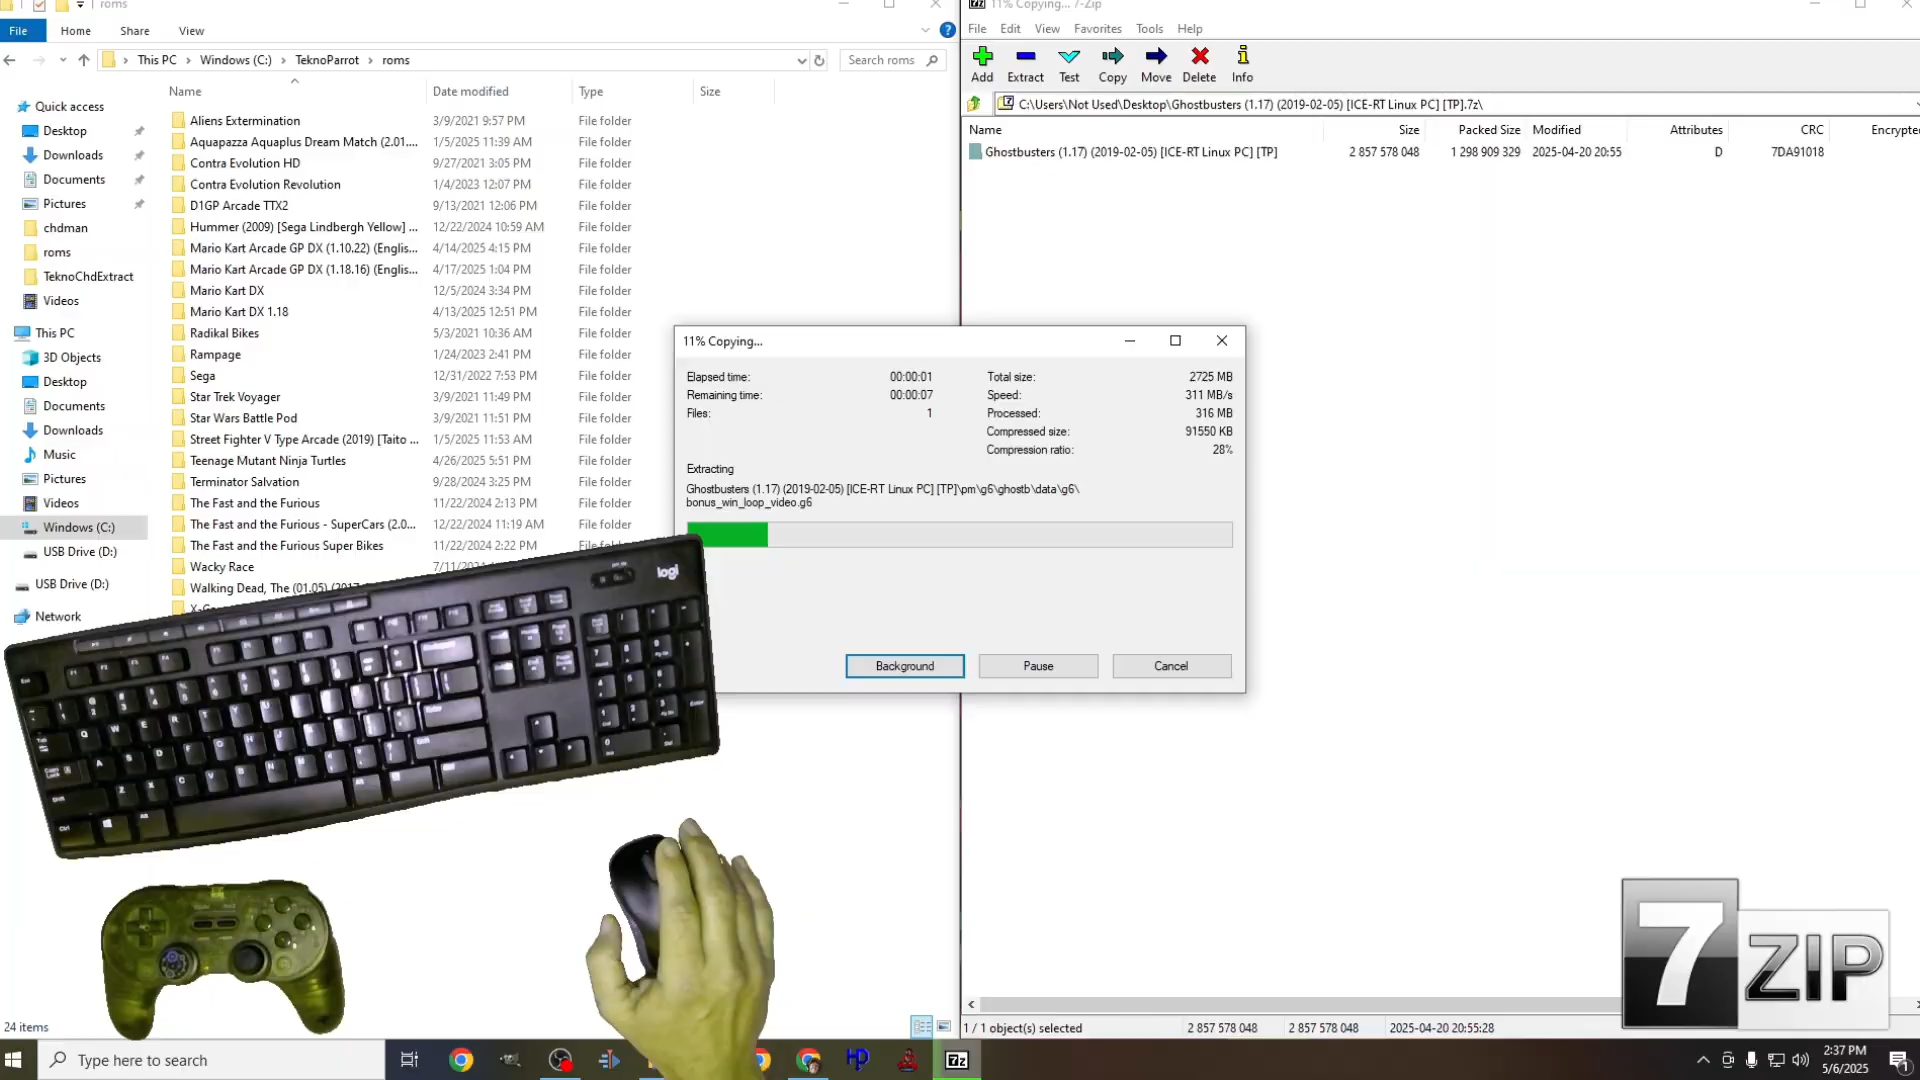 roms
File Home Share View
This PC › Windows (C:) › TeknoParrot › roms
Search roms
Name Date modified Type Size
Quick access
Desktop
Downloads
Documents
Pictures
chdman
roms
TeknoChdExtract
Videos
This PC
3D Objects
Desktop
Documents
Downloads
Music
Pictures
Videos
Windows (C:)
USB Drive (D:)
USB Drive (D:)
Network
Aliens Extermination 3/9/2021 9:57 PM File folder
Aquapazza Aquaplus Dream Match (2.01.... 1/5/2025 11:39 AM File folder
Contra Evolution HD 9/27/2021 3:05 PM File folder
Contra Evolution Revolution 1/4/2023 12:07 PM File folder
D1GP Arcade TTX2 9/13/2021 12:06 PM File folder
Hummer (2009) [Sega Lindbergh Yellow] ... 12/22/2024 10:59 AM File folder
Mario Kart Arcade GP DX (1.10.22) (Englis... 4/14/2025 4:15 PM File folder
Mario Kart Arcade GP DX (1.18.16) (Englis... 4/17/2025 1:04 PM File folder
Mario Kart DX 12/5/2024 3:34 PM File folder
Mario Kart DX 1.18 4/13/2025 12:51 PM File folder
Radikal Bikes 5/3/2021 10:36 AM File folder
Rampage 1/24/2023 2:41 PM File folder
Sega 12/31/2022 7:53 PM File folder
Star Trek Voyager 3/9/2021 11:49 PM File folder
Star Wars Battle Pod 3/9/2021 11:51 PM File folder
Street Fighter V Type Arcade (2019) [Taito ... 1/5/2025 11:53 AM File folder
Teenage Mutant Ninja Turtles 4/26/2025 5:51 PM File folder
Terminator Salvation 9/28/2024 3:25 PM File folder
The Fast and the Furious 11/22/2024 2:13 PM File folder
The Fast and the Furious - SuperCars (2.0... 12/22/2024 11:19 AM File folder
The Fast and the Furious Super Bikes 11/22/2024 2:22 PM
Wacky Race
Walking Dead, The (01.05)
24 items
11% Copying... 7-Zip
File Edit View Favorites Tools Help
Add Extract Test Copy Move Delete Info
C:\Users\Not Used\Desktop\Ghostbusters (1.17) (2019-02-05) [ICE-RT Linux PC] [TP].7z\
Name Size Packed Size Modified Attributes CRC Encrypte
Ghostbusters (1.17) (2019-02-05) [ICE-RT Linux PC] [TP] 2 857 578 048 1 298 909 329 2025-04-20 20:55 D 7DA91018
11% Copying...
Elapsed time: 00:00:01 Total size: 2725 MB
Remaining time: 00:00:07 Speed: 311 MB/s
Files: 1 Processed: 316 MB
Compressed size: 91550 KB
Compression ratio: 28%
Extracting
Ghostbusters (1.17) (2019-02-05) [ICE-RT Linux PC] [TP]\pm\g6\ghostb\data\g6\
bonus_win_loop_video.g6
Background Pause Cancel
logi
7ZIP
1 / 1 object(s) selected 2 857 578 048 2 857 578 048 2025-04-20 20:55:28
Type here to search
HD
7z
2:37 PM
5/6/2025